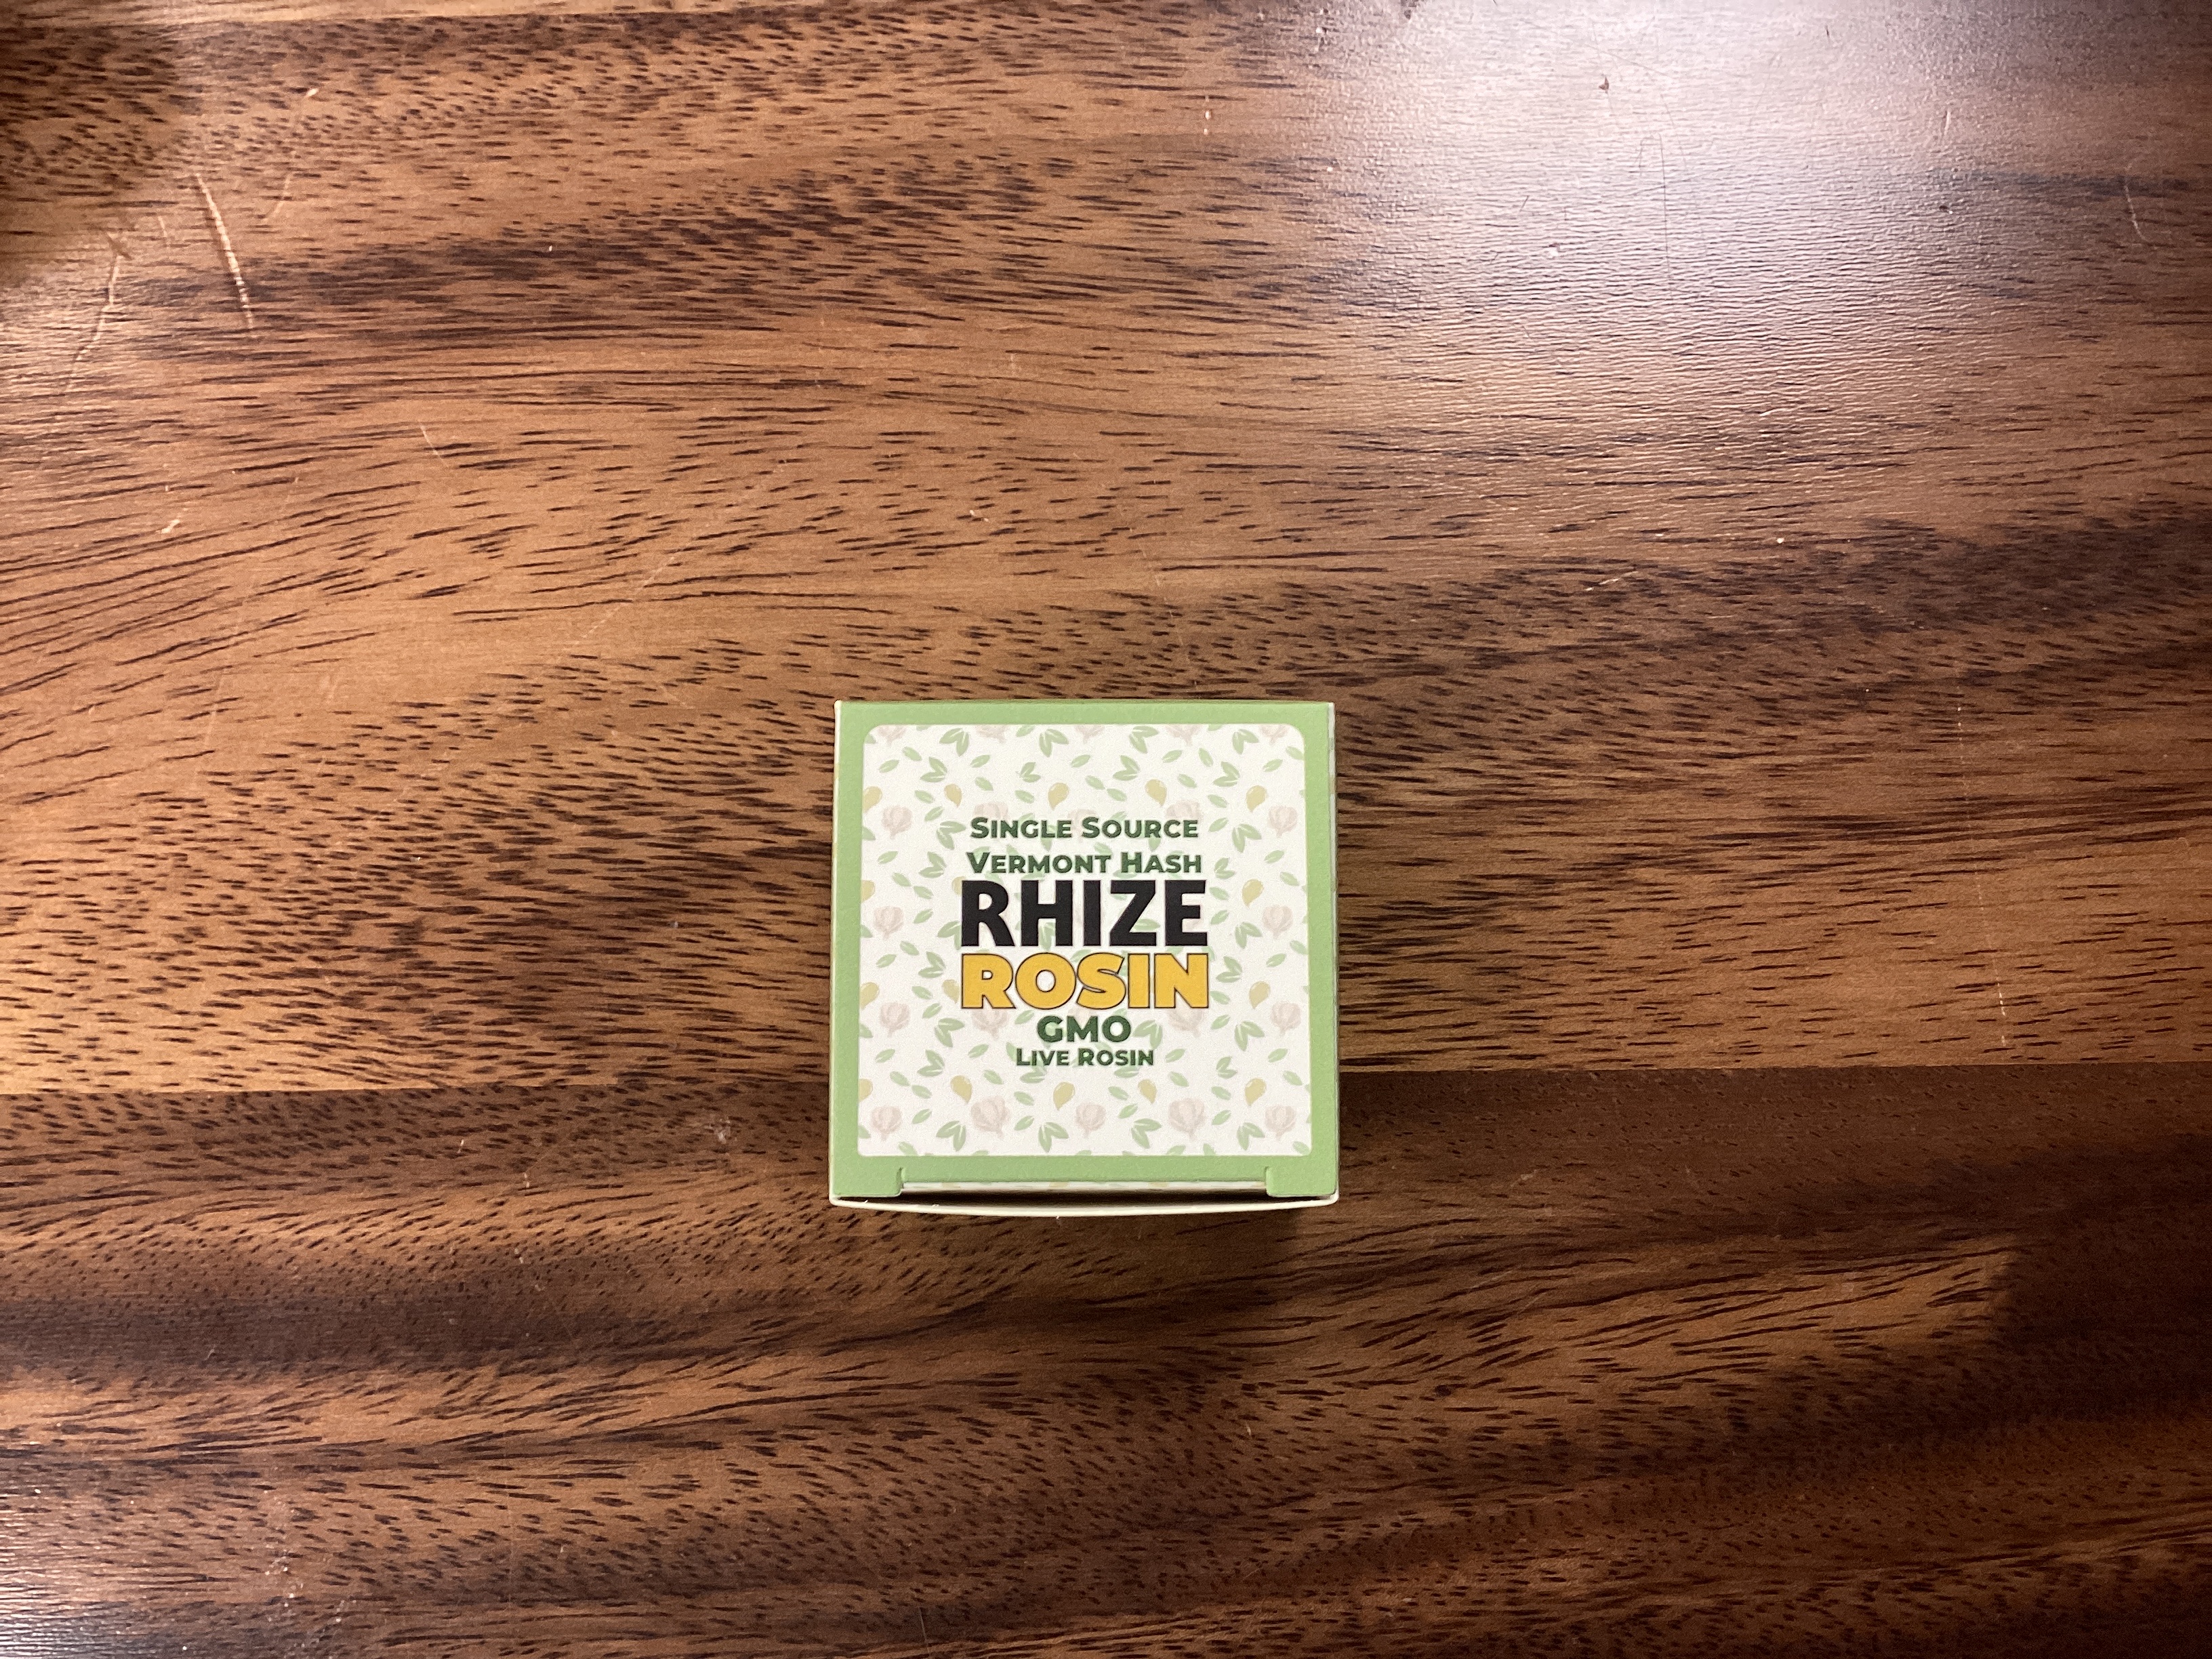 Single Source
Vermont Hash
RHIZE
ROSIN
GMO
Live Rosin